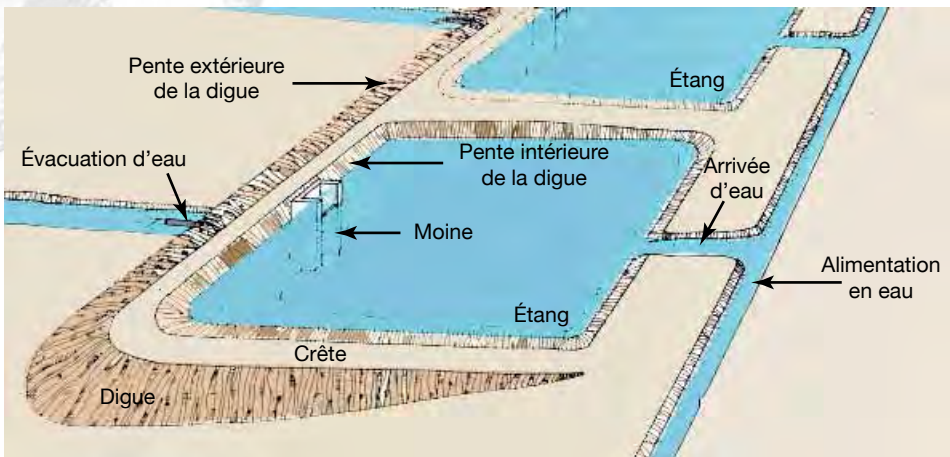 Pente extérieure
de la digue
Étang
Évacuation d'eau
Pente intérieure
de la digue
Arrivée
d'eau
Moine
Alimentation
en eau
Étang
Crête
Digue